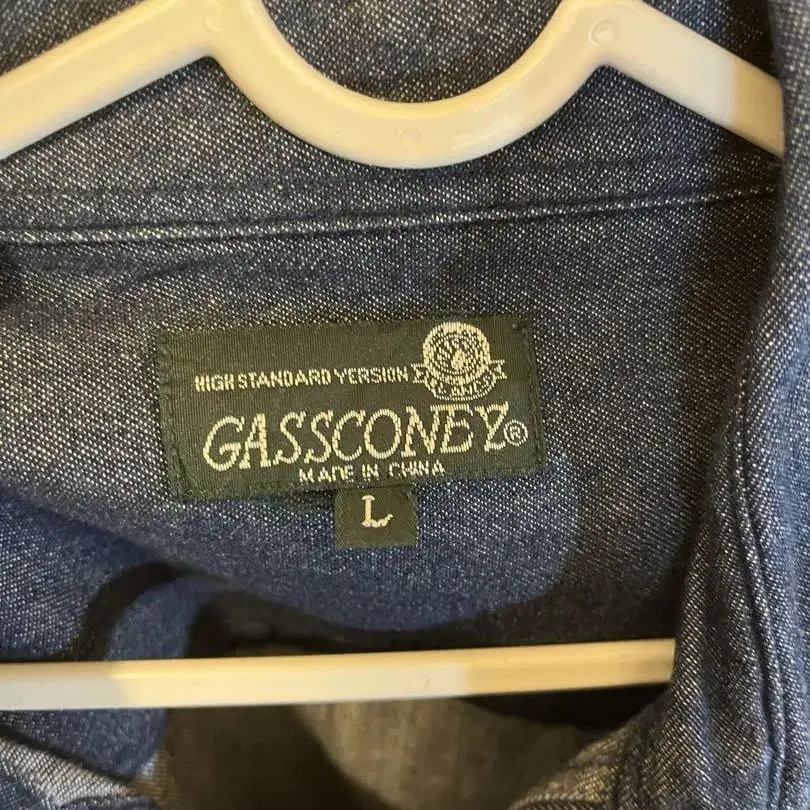 HIGH STANDARD VERSION
GASSCONEY®
MADE IN CHINA
L